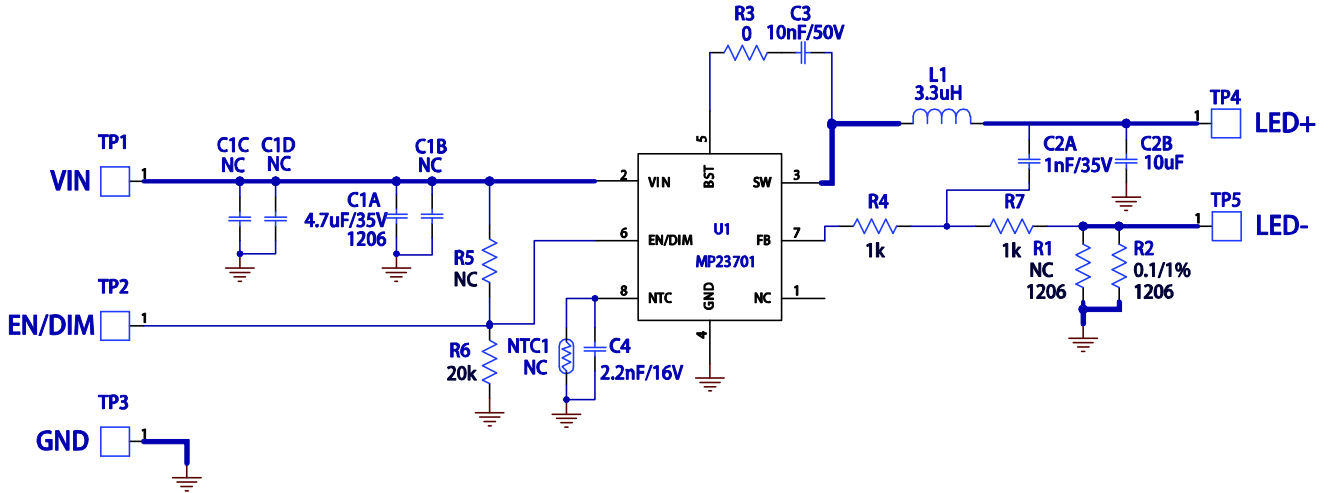 R3
0
C3
10nF/50V
L1
3.3uH
TP4
1
LED+
TP1
1
VIN
C1C
NC
C1D
NC
C1B
NC
C1A
4.7uF/35V
1206
5
BST
2
VIN
SW
3
U1
MP23701
6
EN/DIM
FB
7
8
NTC
NC
1
GND
4
C2A
1nF/35V
C2B
10uF
R4
1k
R7
1k
TP5
1
LED-
R1
NC
1206
R2
0.1/1%
1206
R5
NC
TP2
1
EN/DIM
R6
20k
NTC1
NC
C4
2.2nF/16V
TP3
1
GND